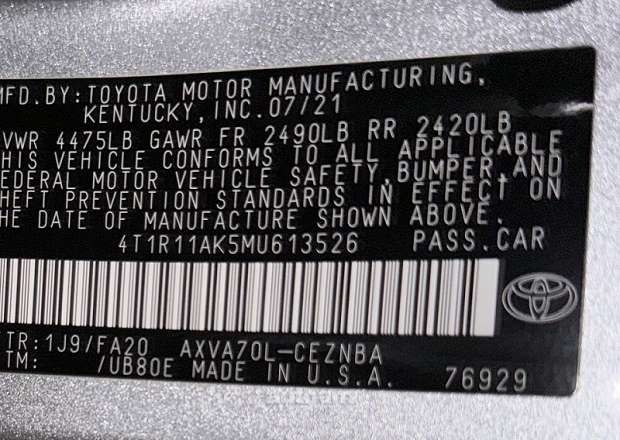 MFD.BY:TOYOTA MOTOR MANUFACTURING,
KENTUCKY, INC.07/21
VWR 4475LB GAWR FR 2490LB RR 2420LB
HIS VEHICLE CONFORMS TO ALL APPLICABLE
EDERAL MOTOR VEHICLE SAFETY,BUMPER,AND
HEFT PREVENTION STANDARDS IN EFFECT ON
HE DATE OF MANUFACTURE SHOWN ABOVE.
4T1R11AK5MU613526 PASS.CAR
TR:1J9/FA20 AXVA70L-CEZNBA
TM: /UB80E MADE IN U.S.A. 76929